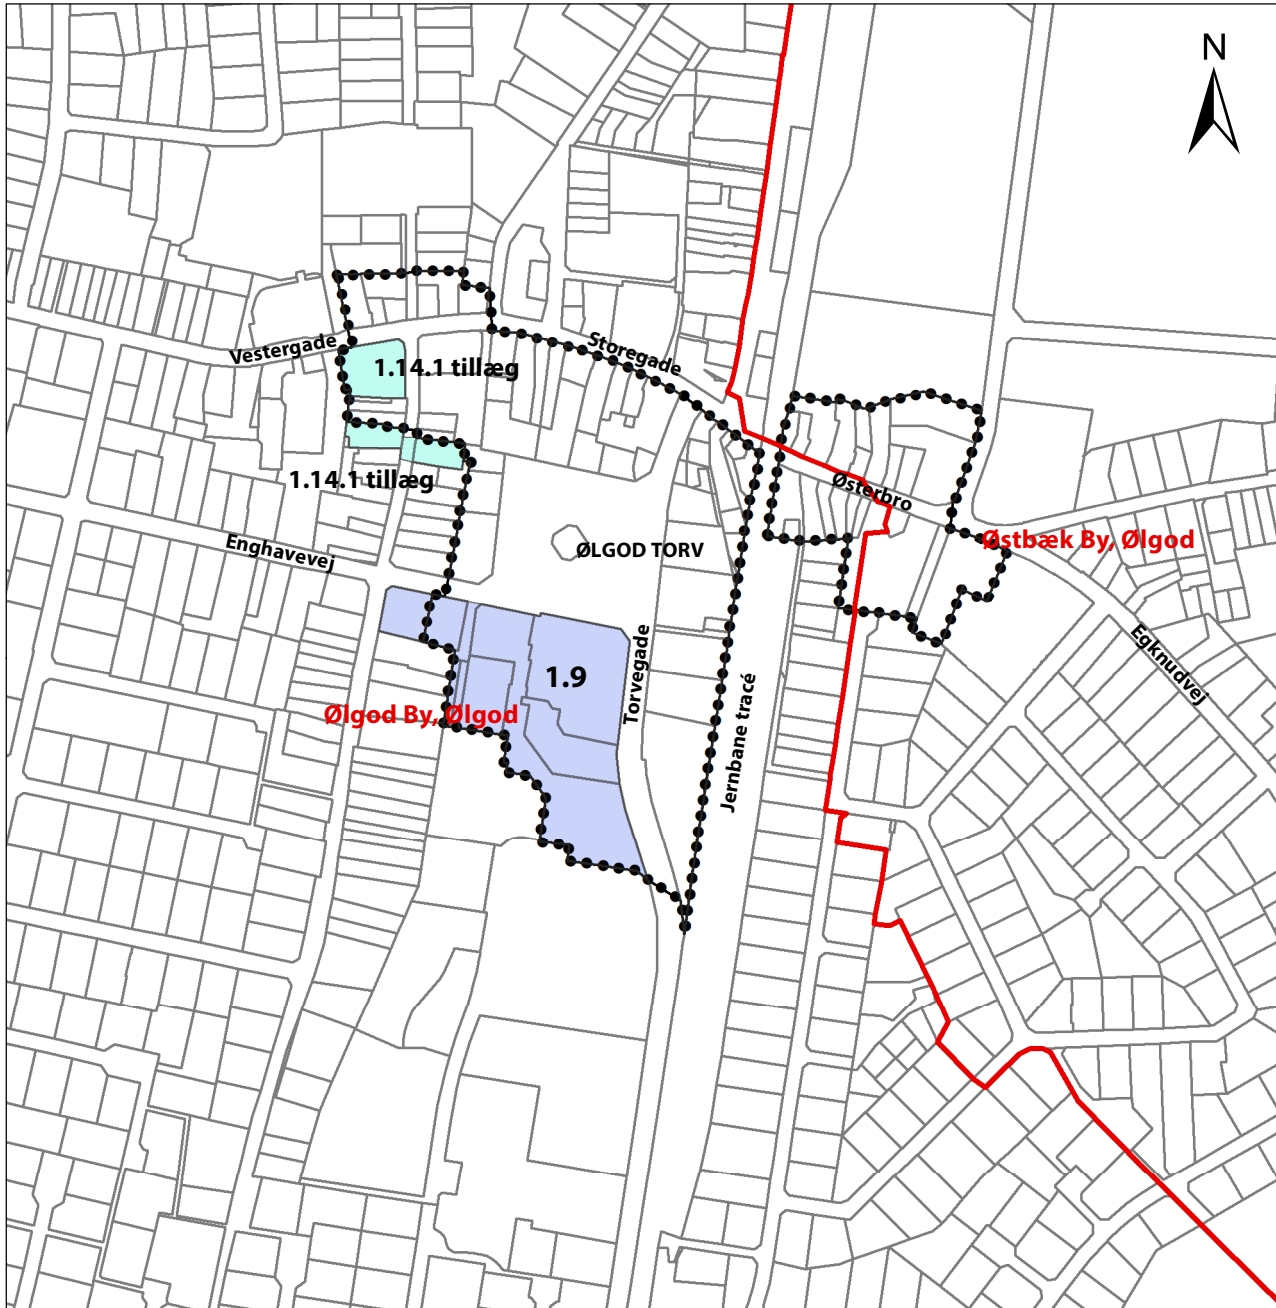 N
Storegade
Vestergade
1.14.1 tillæg
1.14.1 tillæg
Østerbro
Østbæk By, Ølgod
Enghavevej
ØLGOD TORV
Egknudvej
Torvegade
1.9
Ølgod By, Ølgod
Jernbane tracé